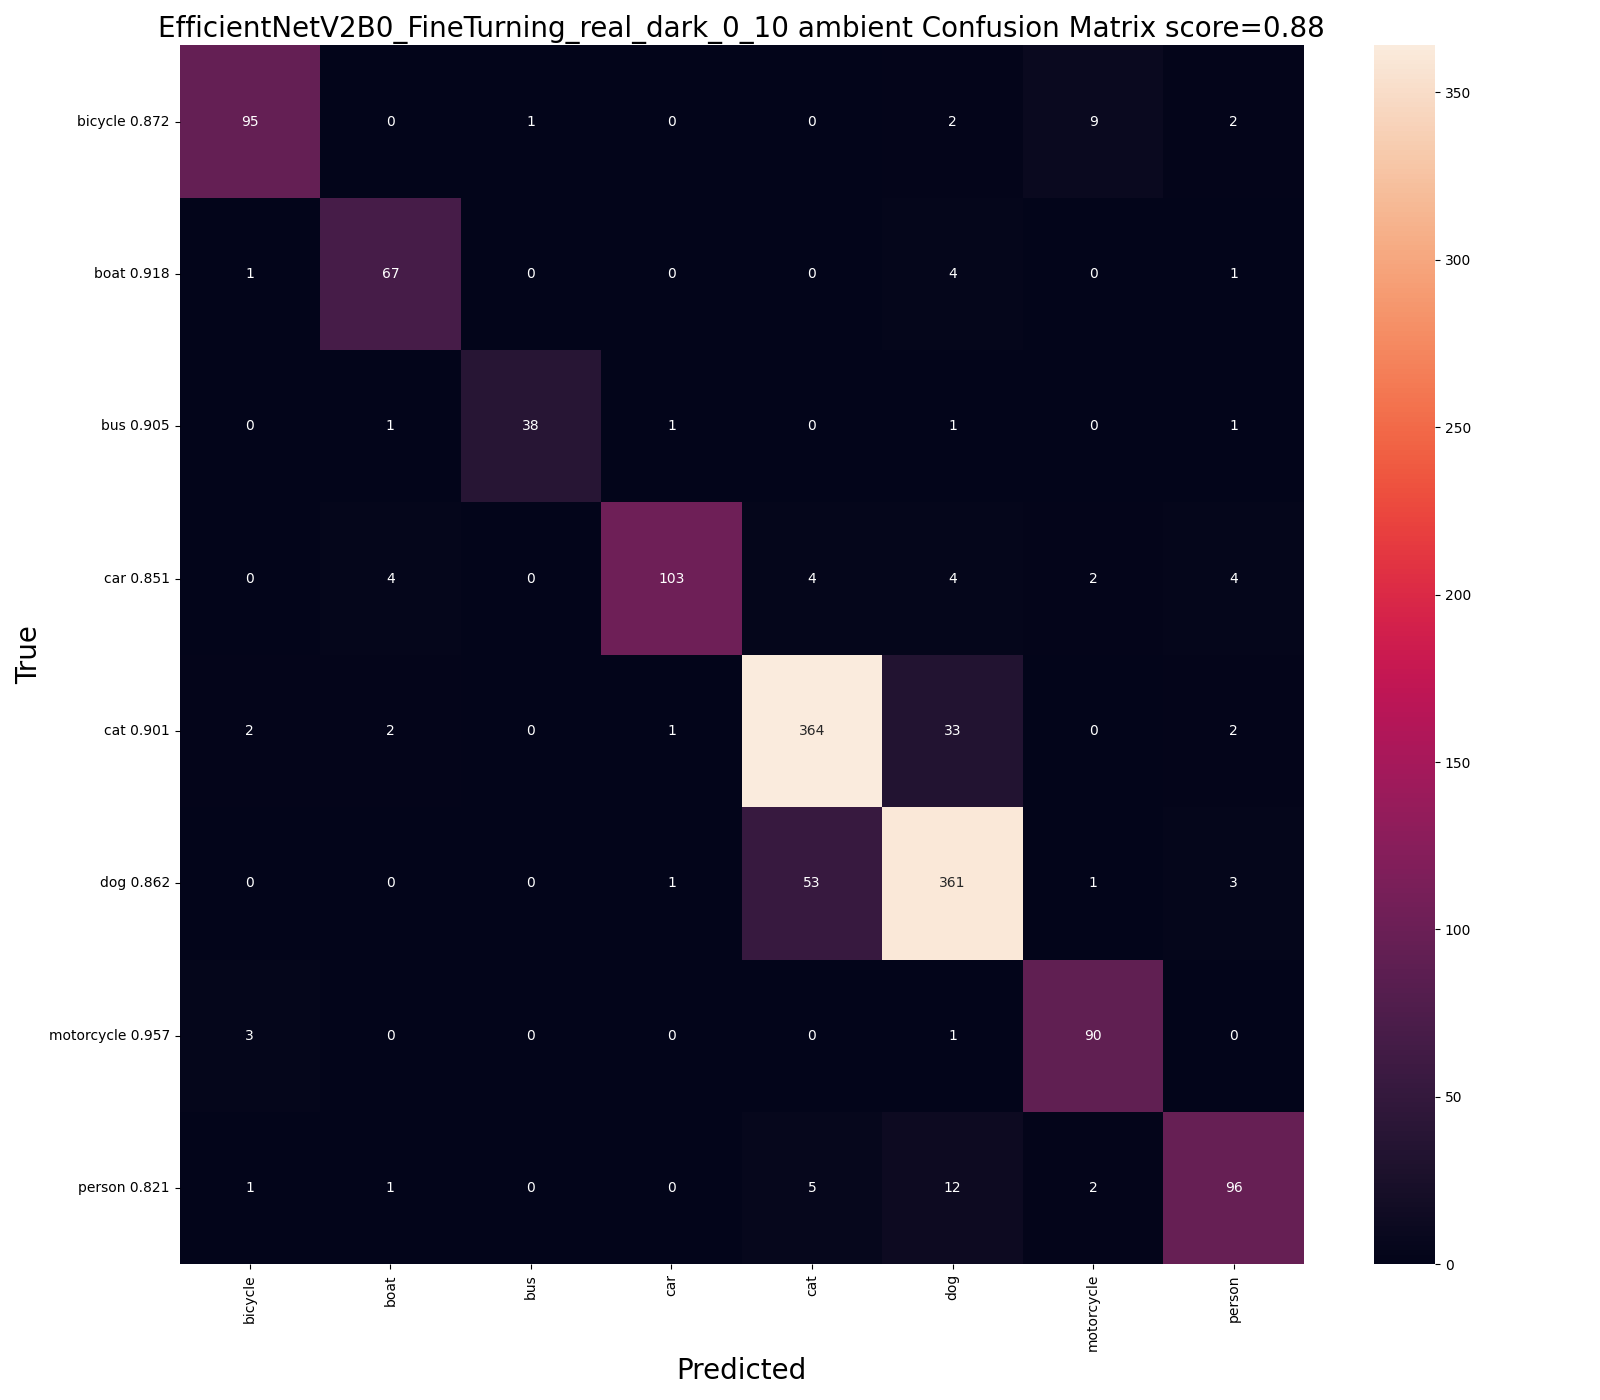 EfficientNetV2B0_FineTurning_real_dark_0_10 ambient Confusion Matrix score=0.88
bicycle 0.872 95 0 1 0 0 2 9 2
boat 0.918 1 67 0 0 0 4 0 1
bus 0.905 0 1 38 1 0 1 0 1
car 0.851 0 4 0 103 4 4 2 4
cat 0.901 2 2 0 1 364 33 0 2
dog 0.862 0 0 0 1 53 361 1 3
motorcycle 0.957 3 0 0 0 0 1 90 0
person 0.821 1 1 0 0 5 12 2 96
True
bicycle boat bus car cat dog motorcycle person
Predicted
350
300
250
200
150
100
50
0